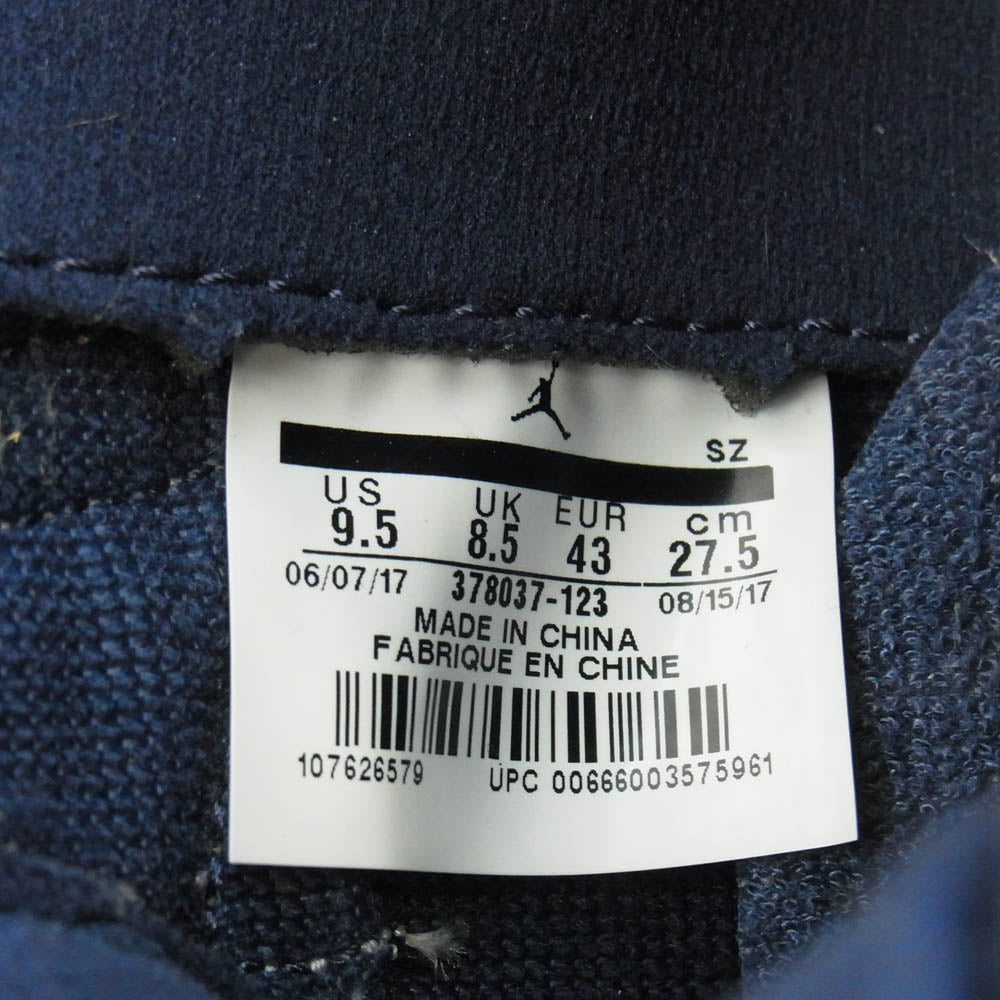 SZ
US UK EUR cm
9.5 8.5 43 27.5
06/07/17 378037-123 08/15/17
MADE IN CHINA
FABRIQUE EN CHINE
107626579 UPC 00666003575961